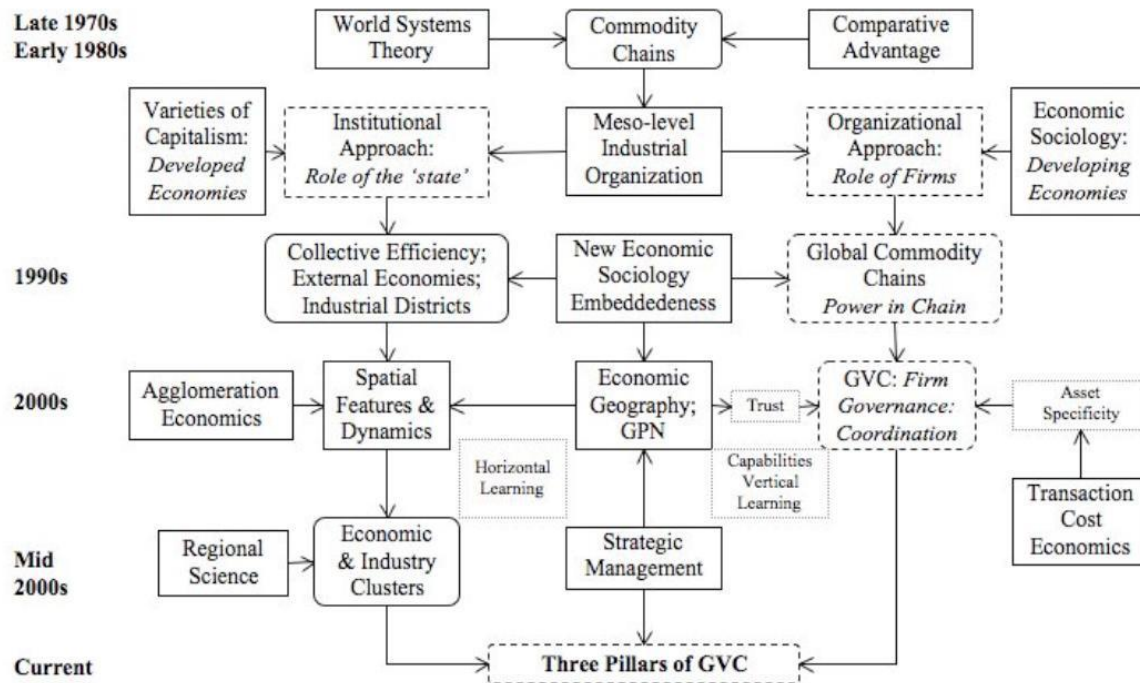 Late 1970s
Early 1980s
World Systems
Theory
Commodity
Chains
Comparative
Advantage
Varieties of
Capitalism:
Developed
Economies
Institutional
Approach:
Role of the ‘state’
Meso-level
Industrial
Organization
Organizational
Approach:
Role of Firms
Economic
Sociology:
Developing
Economies
1990s
Collective Efficiency;
External Economies;
Industrial Districts
New Economic
Sociology
Embeddedeness
Global Commodity
Chains
Power in Chain
2000s
Agglomeration
Economics
Spatial
Features &
Dynamics
Economic
Geography;
GPN
Trust
GVC: Firm
Governance:
Coordination
Asset
Specificity
Horizontal
Learning
Capabilities
Vertical
Learning
Transaction
Cost
Economics
Mid
2000s
Regional
Science
Economic
& Industry
Clusters
Strategic
Management
Current
Three Pillars of GVC